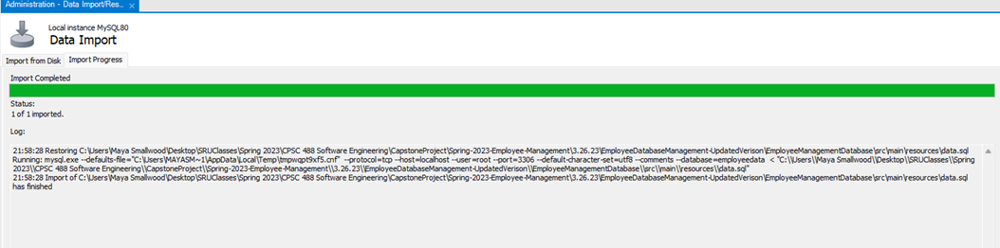 Administration - Data Import/Res...
Local instance MySQL80
Data Import
Import from Disk Import Progress
Import Completed
Status:
1 of 1 imported.
Log:
21:58:28 Restoring C:\Users\Maya Smallwood\Desktop\SRUClasses\Spring 2023\CPSC 488 Software Engineering\CapstoneProject\Spring-2023-Employee-Management\3.26.23\EmployeeDatabaseManagement-UpdatedVerison\EmployeeManagementDatabase\src\main\resources\data.sql
Running: mysql.exe --defaults-file="C:\Users\MAYASM~1\AppData\Local\Temp\tmpwqpt9xf5.cnf" --protocol=tcp --host=localhost --user=root --port=3306 --default-character-set=utf8 --comments --database=employeedata < "C:\\Users\\Maya Smallwood\\Desktop\\SRUClasses\\Spring
2023\\CPSC 488 Software Engineering\\CapstoneProject\\Spring-2023-Employee-Management\\3.26.23\\EmployeeDatabaseManagement-UpdatedVerison\\EmployeeManagementDatabase\\src\\main\\resources\\data.sql"
21:58:28 Import of C:\Users\Maya Smallwood\Desktop\SRUClasses\Spring 2023\CPSC 488 Software Engineering\CapstoneProject\Spring-2023-Employee-Management\3.26.23\EmployeeDatabaseManagement-UpdatedVerison\EmployeeManagementDatabase\src\main\resources\data.sql
has finished